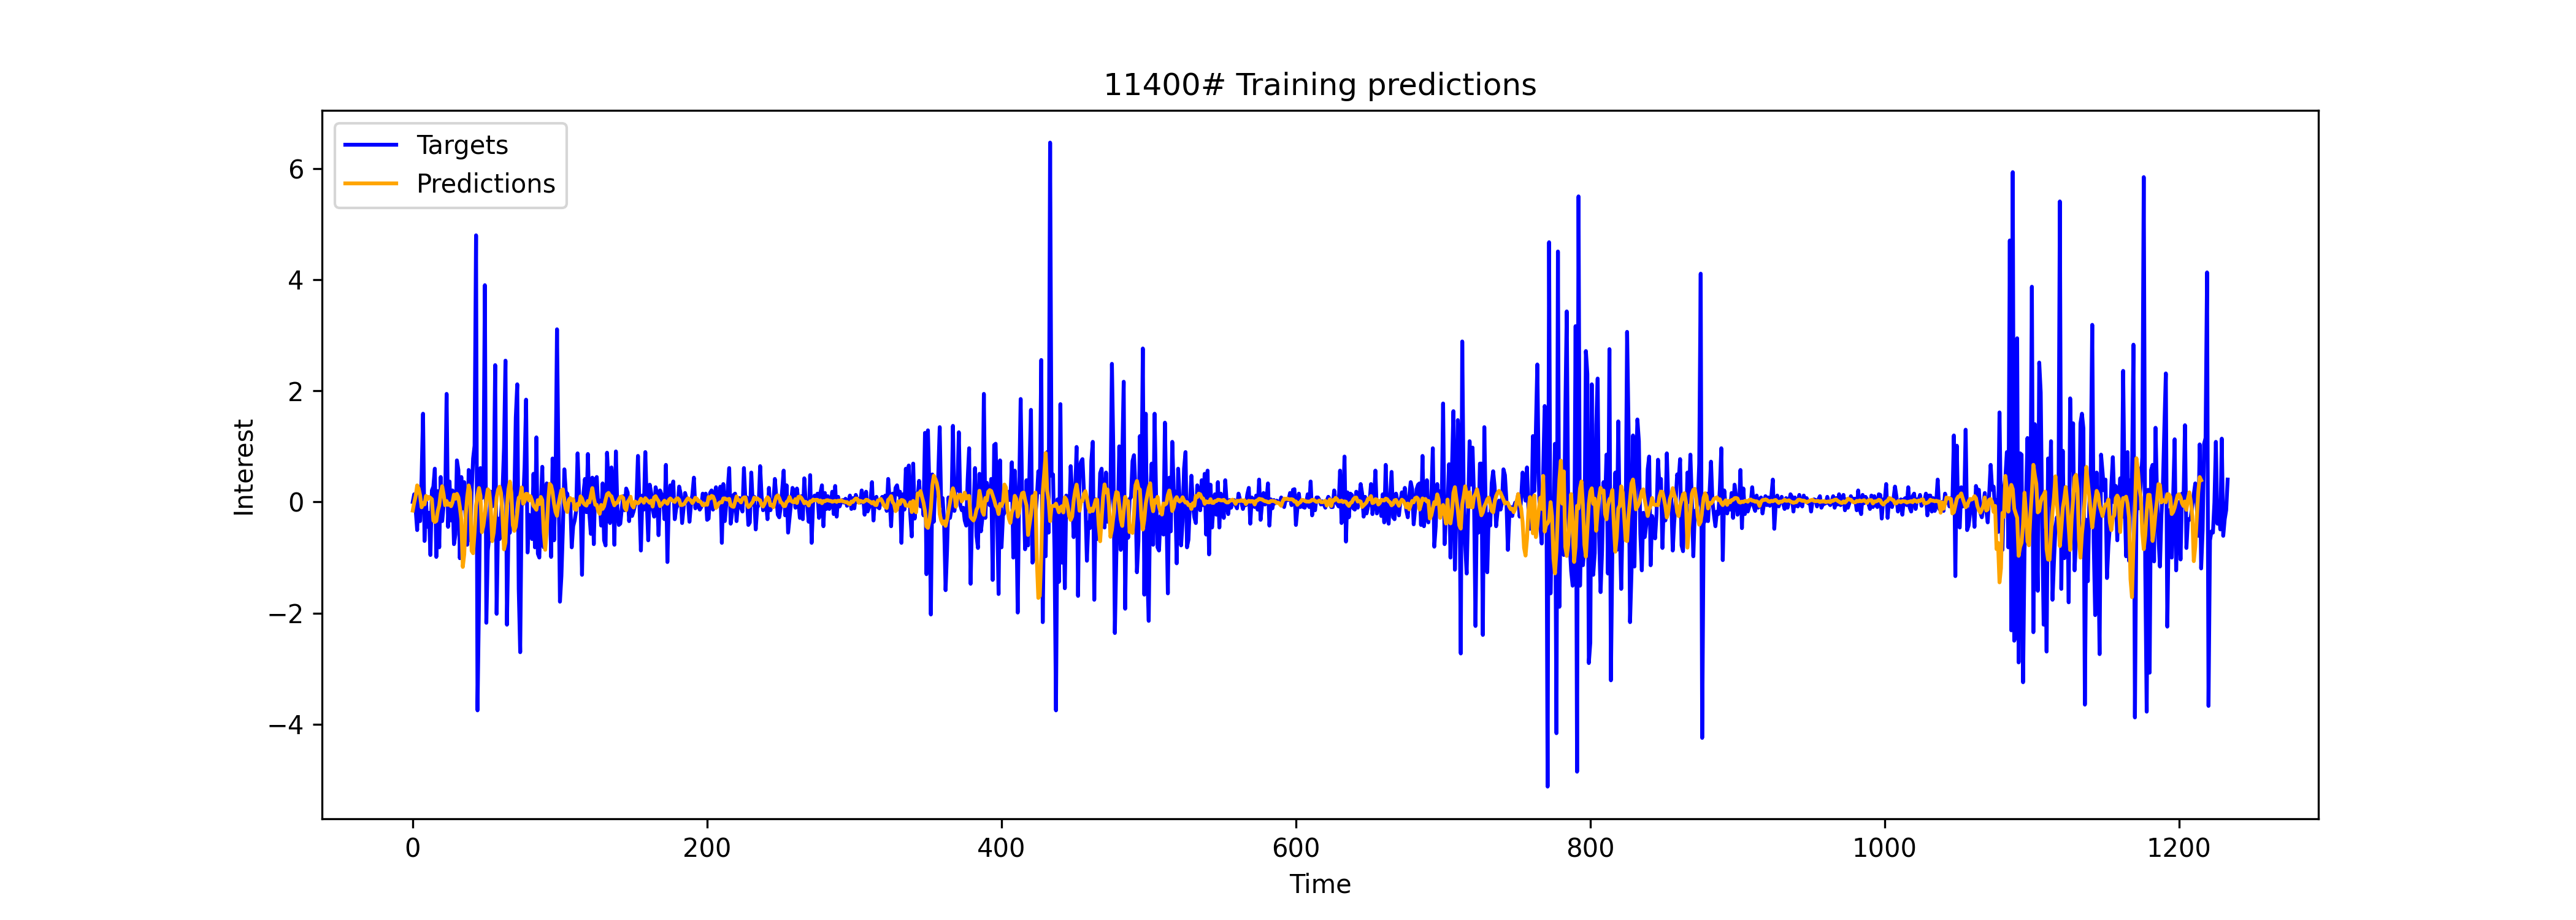 11400# Training predictions
Targets
Predictions
6
4
2
0
−2
−4
Interest
0 200 400 600 800 1000 1200
Time